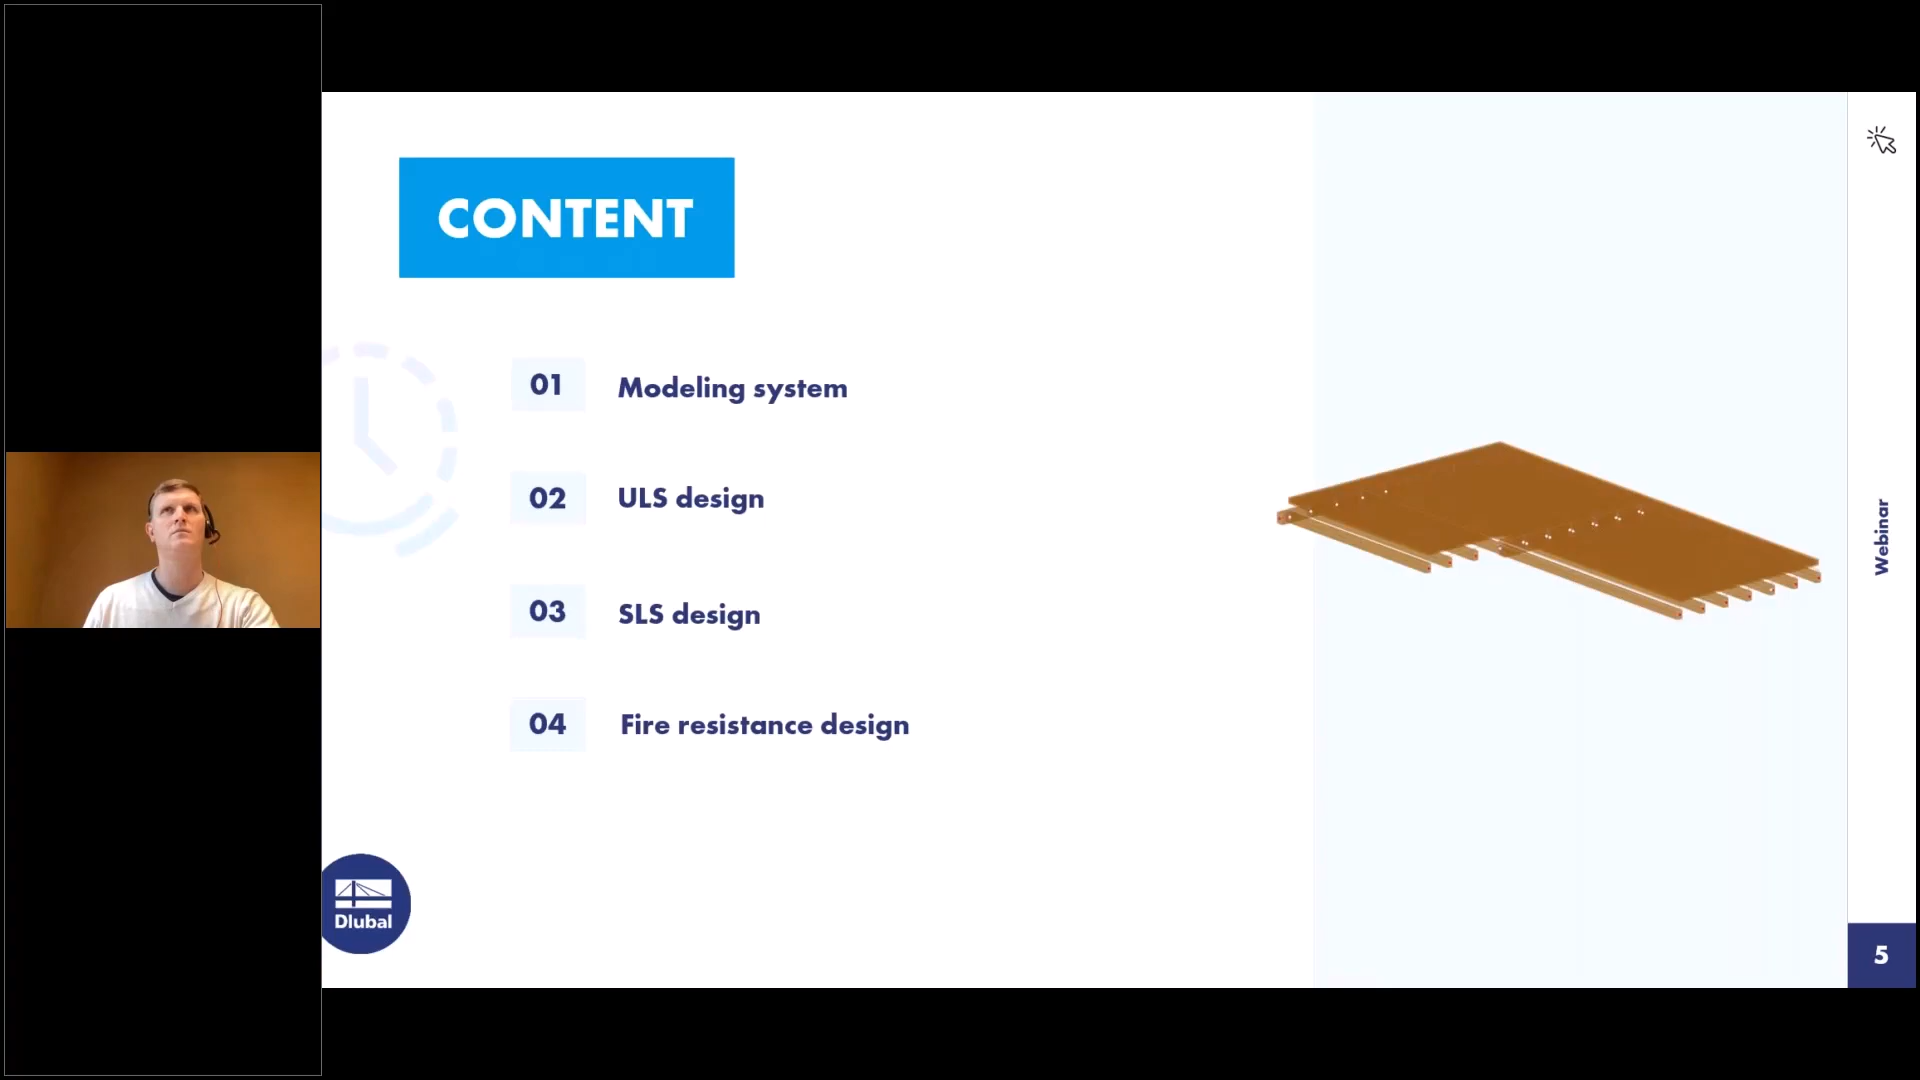 CONTENT
01 Modeling system
02 ULS design
03 SLS design
04 Fire resistance design
Dlubal
Webinar
5